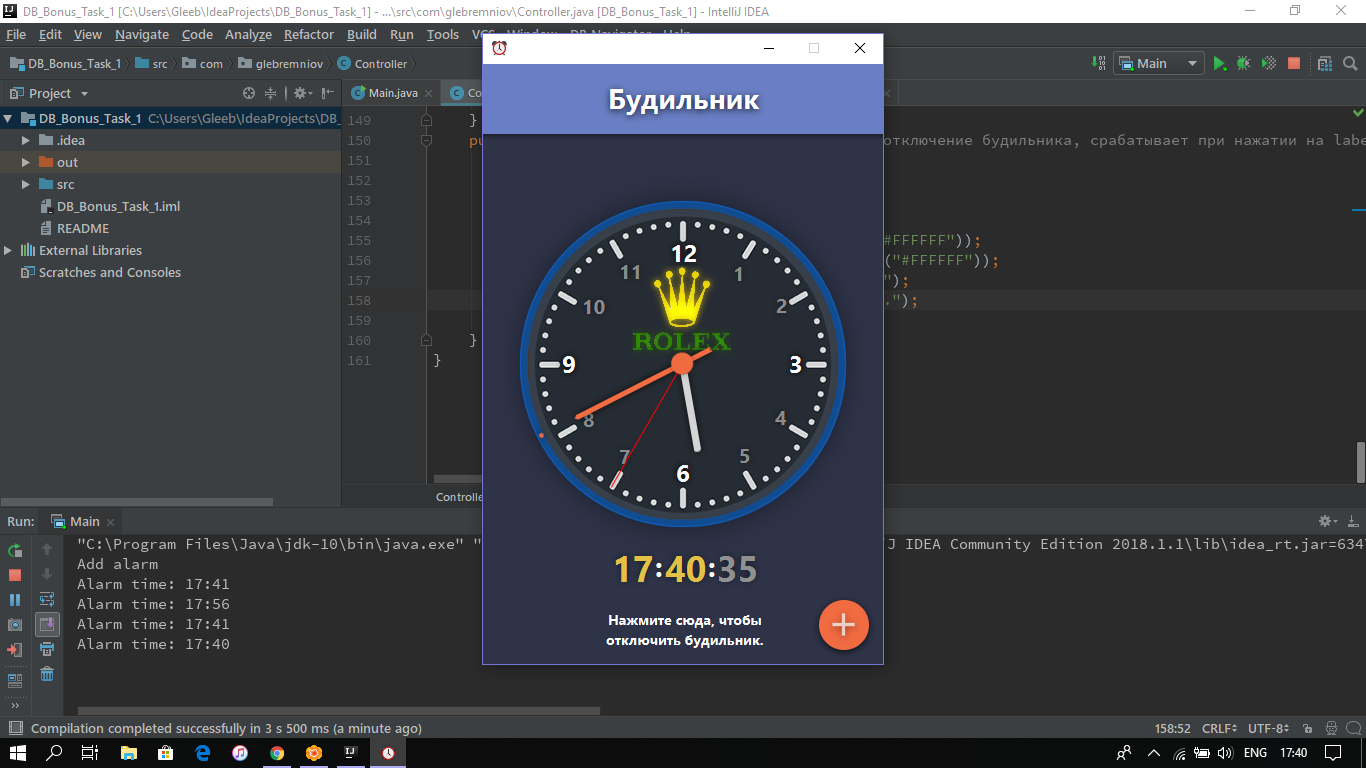 DB_Bonus_Task_1 [C:\Users\Gleeb\IdeaProjects\DB_Bonus_Task_1] - ...\src\com\glebremniov\Controller.java [DB_Bonus_Task_1] - IntelliJ IDEA
File Edit View Navigate Code Analyze Refactor Build Run Tools VCS Window DB Navigator Help
DB_Bonus_Task_1 src com glebremniov Controller
Main
Project
Main.java
DB_Bonus_Task_1 C:\Users\Gleeb\IdeaProjects\DB_
.idea
out
src
DB_Bonus_Task_1.iml
README
External Libraries
Scratches and Consoles
149 }
150 отключение будильника, срабатывает при нажатии на labe
151
152
153
154
155 #FFFFFF"));
156 ("#FFFFFF"));
157 ");
158 .");
159
160 }
161 }
Будильник
12
11 1
10 2
ROLEX
9 3
8 4
7 5
6
17:40:35
Нажмите сюда, чтобы
отключить будильник.
Run: Main
"C:\Program Files\Java\jdk-10\bin\java.exe" " J IDEA Community Edition 2018.1.1\lib\idea_rt.jar=6347
Add alarm
Alarm time: 17:41
Alarm time: 17:56
Alarm time: 17:41
Alarm time: 17:40
Compilation completed successfully in 3 s 500 ms (a minute ago)
158:52 CRLF UTF-8
ENG 17:40